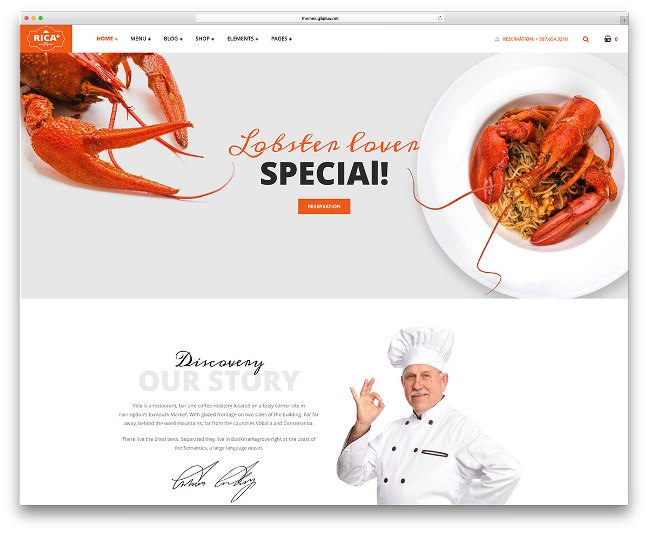 themes.g5plus.net
RICA+
HOME + MENU + BLOG + SHOP + ELEMENTS + PAGES +
RESERVATION: + 987.654.3210
0
Lobster lover
SPECIAl!
RESERVATION
Discovery
OUR STORY
Vela is a restaurant, bar and coffee roastery located on a busy corner site in
Farringdon's Exmouth Market. With glazed frontage on two sides of the building. Far far
away, behind the word mountains, far from the countries Vokalia and Consonantia.
There live the blind texts. Separated they live in Bookmarksgrove right at the coast of
the Semantics, a large language ocean.